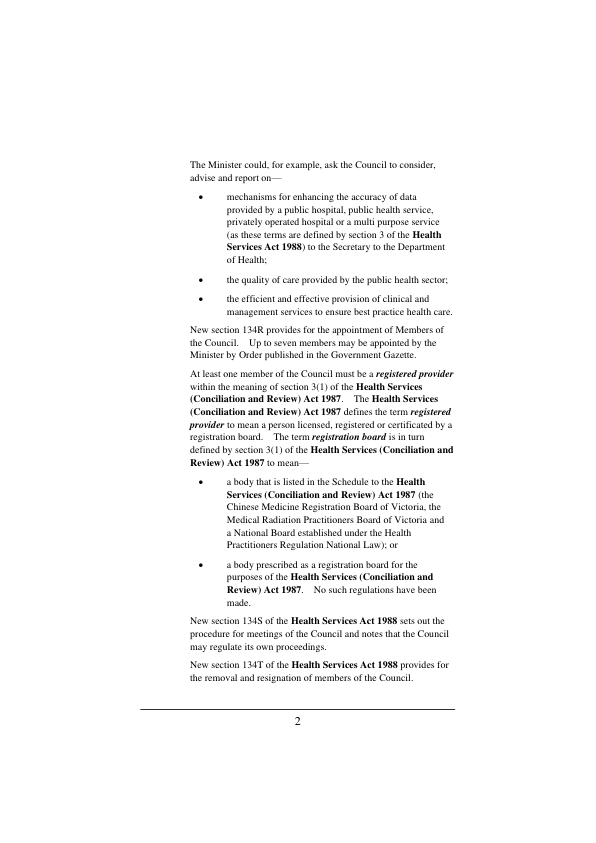 The Minister could, for example, ask the Council to consider,
advise and report on—
• mechanisms for enhancing the accuracy of data
provided by a public hospital, public health service,
privately operated hospital or a multi purpose service
(as these terms are defined by section 3 of the Health
Services Act 1988) to the Secretary to the Department
of Health;
• the quality of care provided by the public health sector;
• the efficient and effective provision of clinical and
management services to ensure best practice health care.
New section 134R provides for the appointment of Members of
the Council. Up to seven members may be appointed by the
Minister by Order published in the Government Gazette.
At least one member of the Council must be a registered provider
within the meaning of section 3(1) of the Health Services
(Conciliation and Review) Act 1987. The Health Services
(Conciliation and Review) Act 1987 defines the term registered
provider to mean a person licensed, registered or certificated by a
registration board. The term registration board is in turn
defined by section 3(1) of the Health Services (Conciliation and
Review) Act 1987 to mean—
• a body that is listed in the Schedule to the Health
Services (Conciliation and Review) Act 1987 (the
Chinese Medicine Registration Board of Victoria, the
Medical Radiation Practitioners Board of Victoria and
a National Board established under the Health
Practitioners Regulation National Law); or
• a body prescribed as a registration board for the
purposes of the Health Services (Conciliation and
Review) Act 1987. No such regulations have been
made.
New section 134S of the Health Services Act 1988 sets out the
procedure for meetings of the Council and notes that the Council
may regulate its own proceedings.
New section 134T of the Health Services Act 1988 provides for
the removal and resignation of members of the Council.
2